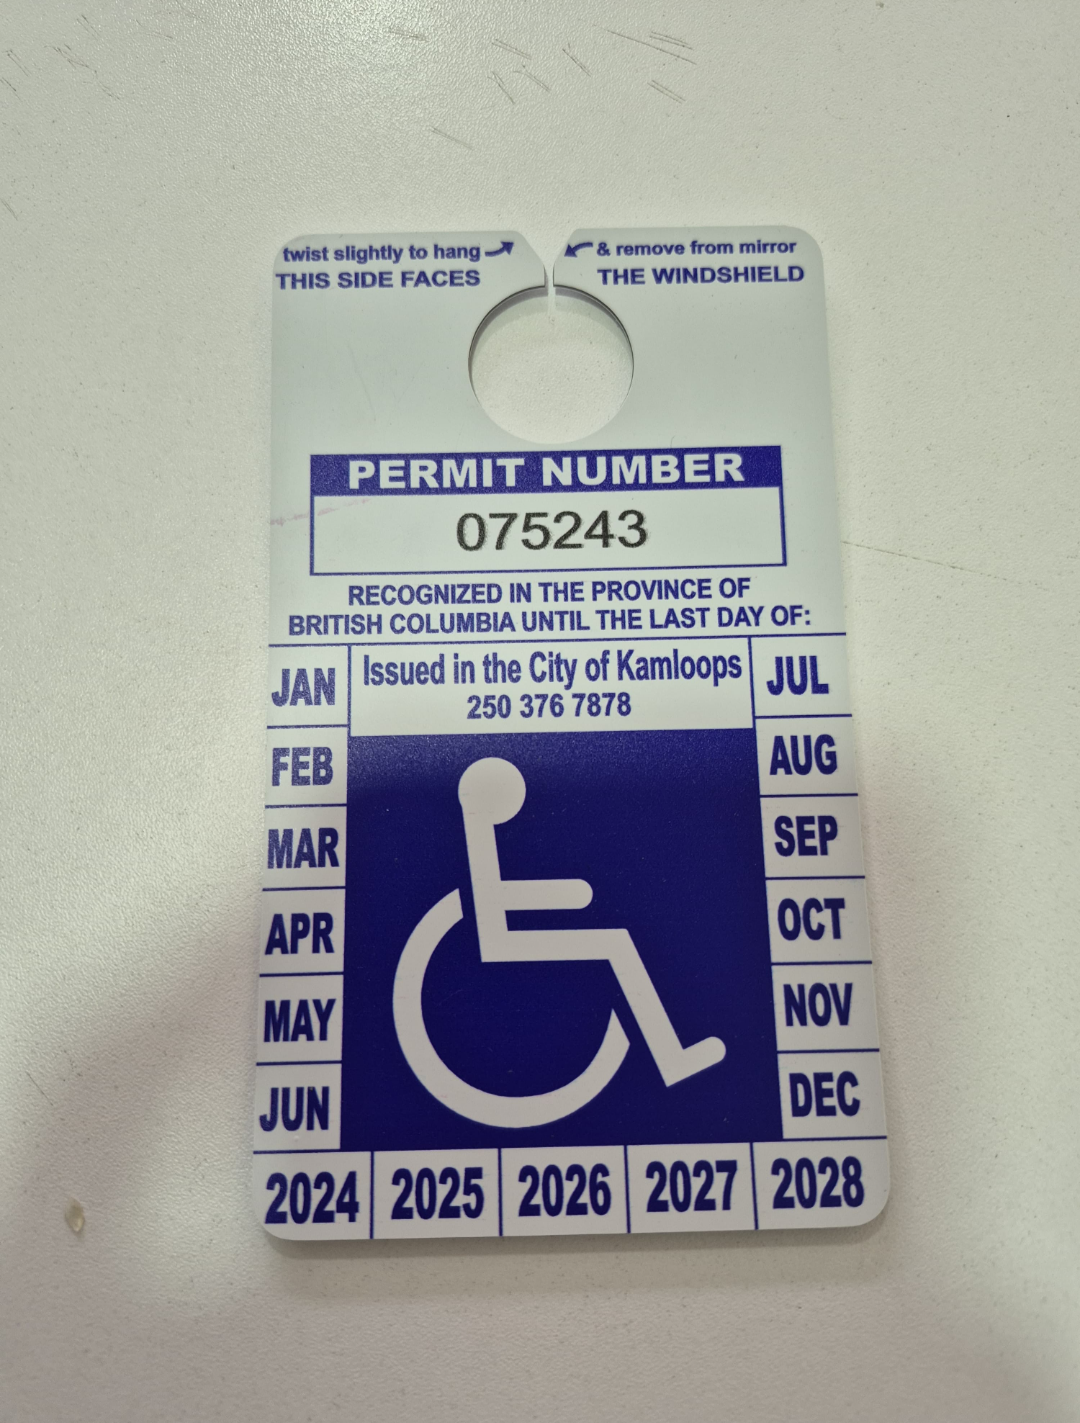 twist slightly to hang & remove from mirror
THIS SIDE FACES THE WINDSHIELD
PERMIT NUMBER
075243
RECOGNIZED IN THE PROVINCE OF
BRITISH COLUMBIA UNTIL THE LAST DAY OF:
Issued in the City of Kamloops
250 376 7878
JAN
FEB
MAR
APR
MAY
JUN
JUL
AUG
SEP
OCT
NOV
DEC
2024 2025 2026 2027 2028